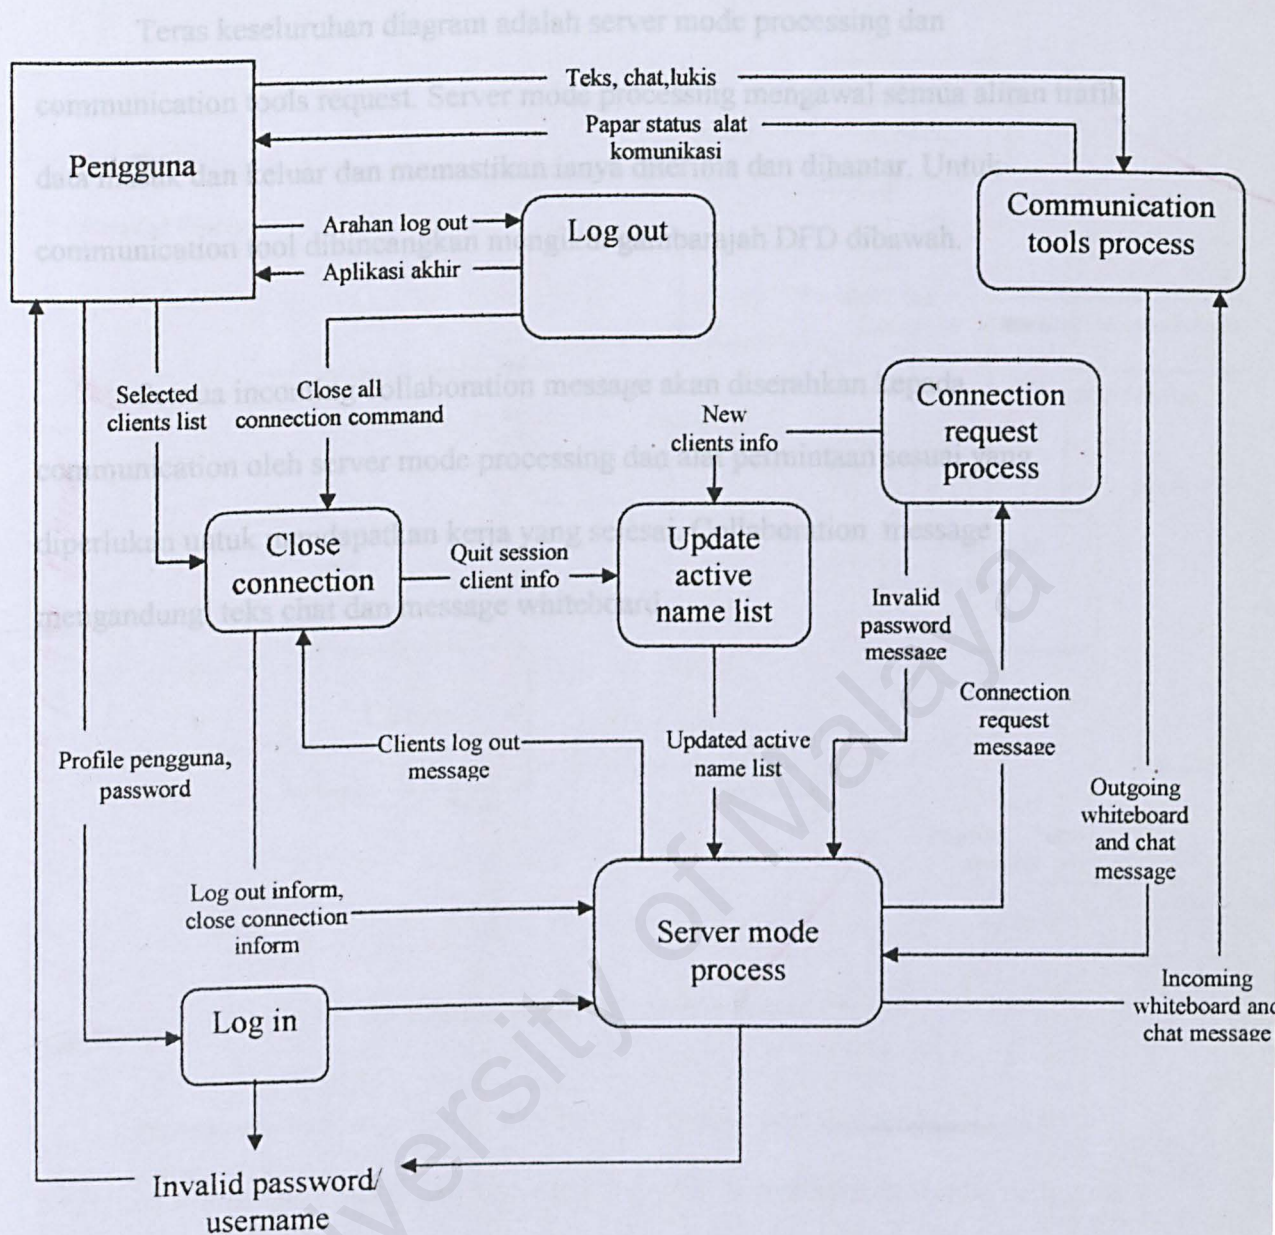 Teras keseluruhan diagram adalah server mode processing dan
communication tools request. Server mode processing mengawal semua aliran trafik
data masuk dan keluar dan memastikan ianya diterima dan dihantar. Untuk
communication tool dibincangkan mengikut gambarajah DFD dibawah.
incoming collaboration message akan diserahkan kepada
communication oleh server mode processing dan alat permintaan sesuai yang
diperlukan untuk mendapatkan kerja yang selesai. Collaboration message
mengandungi teks chat dan message whiteboard
Pengguna
Teks, chat,lukis
Papar status alat
komunikasi
Arahan log out
Aplikasi akhir
Log out
Communication
tools process
Selected
clients list
Close all
connection command
New
clients info
Connection
request
process
Close
connection
Quit session
client info
Update
active
name list
Invalid
password
message
Connection
request
message
Profile pengguna,
password
Clients log out
message
Updated active
name list
Outgoing
whiteboard
and chat
message
Log out inform,
close connection
inform
Server mode
process
Incoming
whiteboard and
chat message
Log in
Invalid password/
username
University of Malaya